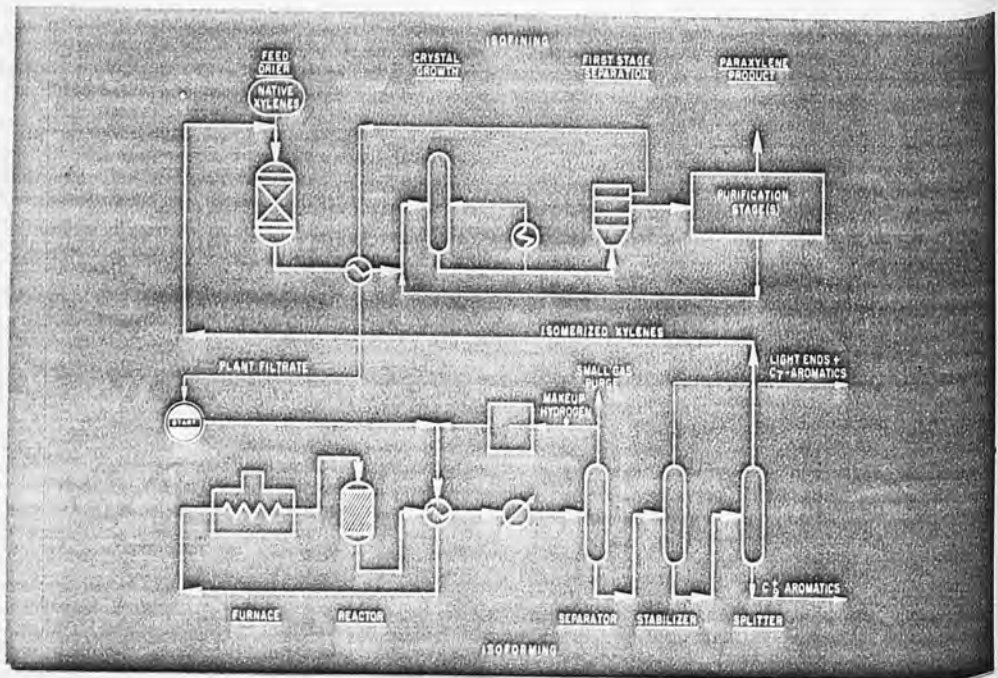 ISOFINING
FEED
DRIER
NATIVE
XYLENES
CRYSTAL
GROWTH
FIRST STAGE
SEPARATION
PARAXYLENE
PRODUCT
PURIFICATION
STAGE(S)
ISOMERIZED XYLENES
PLANT FILTRATE
START
SMALL GAS
PURGE
MAKEUP
HYDROGEN
LIGHT ENDS +
C7-AROMATICS
AROMATICS
FURNACE
REACTOR
SEPARATOR
STABILIZER
SPLITTER
ISOFORMING